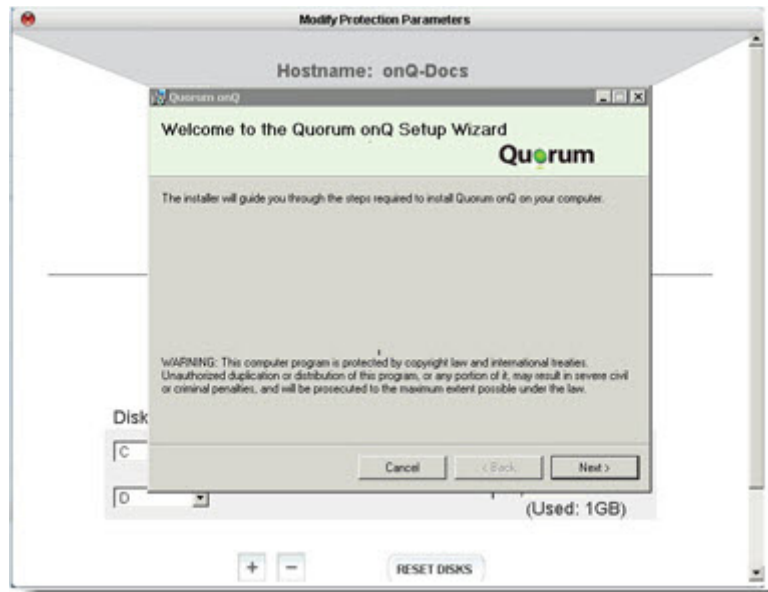 Modify Protection Parameters
Hostname: onQ-Docs
Quorum onQ
Welcome to the Quorum onQ Setup Wizard
Quorum
The installer will guide you through the steps required to install Quorum onQ on your computer.
WARNING: This computer program is protected by copyright law and international treaties.
Unauthorized duplication or distribution of this program, or any portion of it, may result in severe civil
or criminal penalties, and will be prosecuted to the maximum extent possible under the law.
Disk
C
Cancel < Back Next >
D
(Used: 1GB)
+ −
RESET DISKS